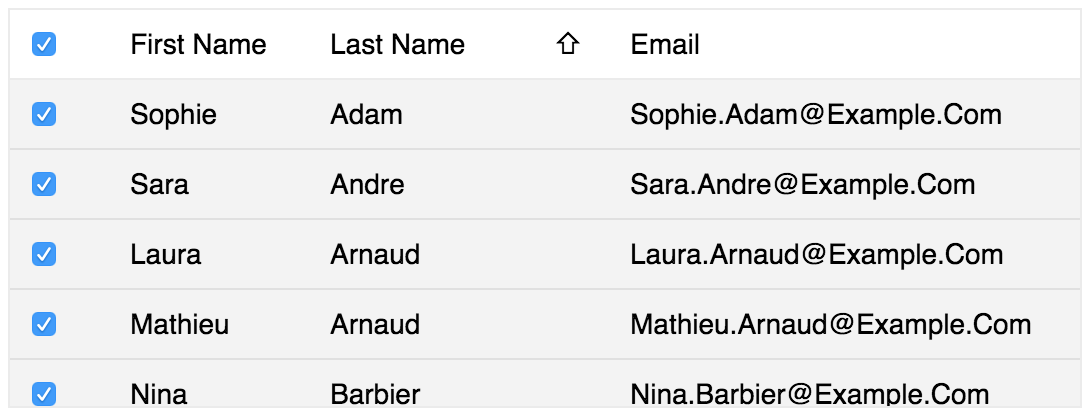 First Name Last Name Email
Sophie Adam Sophie.Adam@Example.Com
Sara Andre Sara.Andre@Example.Com
Laura Arnaud Laura.Arnaud@Example.Com
Mathieu Arnaud Mathieu.Arnaud@Example.Com
Nina Barbier Nina.Barbier@Example.Com